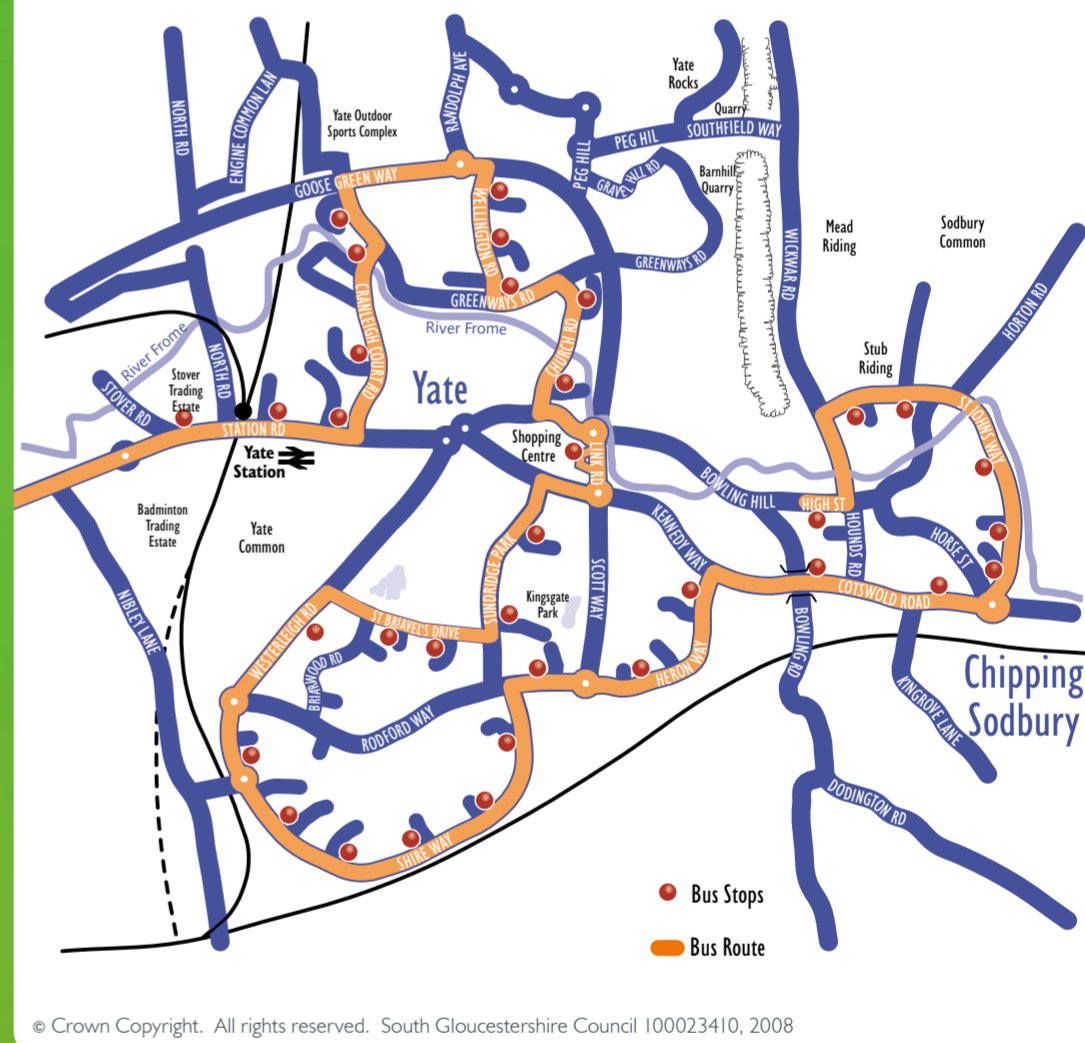 NORTH RD
ENGINE COMMON LAN
RANDOLPH AVE
Yate
Rocks
Quarry
Yate Outdoor
Sports Complex
PEG HIL
SOUTHFIELD WAY
PEG HILL
GOOSE GREEN WAY
GRAVEL HILL RD
Barnhill
Quarry
WELLINGTON RD
WICKWAR RD
Mead
Riding
Sodbury
Common
GREENWAYS RD
GREENWAYS RD
HORTON RD
CRANLEIGH COURT RD
River Frome
River Frome
NORTH RD
CHURCH RD
Stub
Riding
Stover
Trading
Estate
STOVER RD
Yate
ST JOHNS WAY
STATION RD
Yate
Station
Shopping
Centre
LINK RD
BOWLING HILL
HIGH ST
Badminton
Trading
Estate
Yate
Common
KENNEDY WAY
HOUNDS RD
HORSE ST
SUNDRIDGE PARK
SCOTT WAY
COTSWOLD ROAD
NIBLEY LANE
Kingsgate
Park
ST BRIAVEL'S DRIVE
WESTERLEIGH RD
BRIARWOOD RD
HERON WAY
BOWLING RD
KINGROVE LANE
Chipping
Sodbury
RODFORD WAY
DODINGTON RD
SHIRE WAY
Bus Stops
Bus Route
© Crown Copyright. All rights reserved. South Gloucestershire Council 100023410, 2008